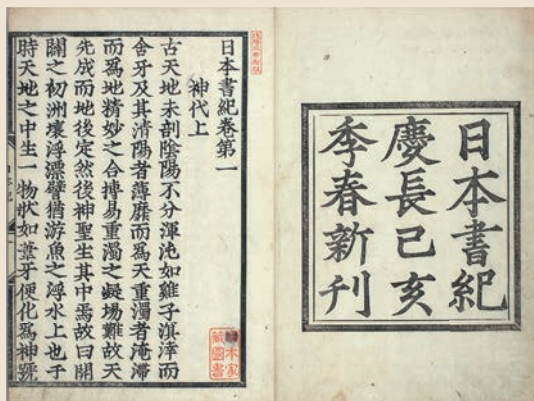 日本書紀
慶長己亥
季春新刊
日本書紀卷第一
神代上
古天地未剖陰陽不分渾沌如雞子溟涬而
含牙及其清陽者薄靡而爲天重濁者淹滯
而爲地精妙之合摶易重濁之凝場難故天
先成而地後定然後神聖生其中焉故曰開
闢之初洲壤浮漂譬猶游魚之浮水上也于
時天地之中生一物狀如葦牙便化爲神號